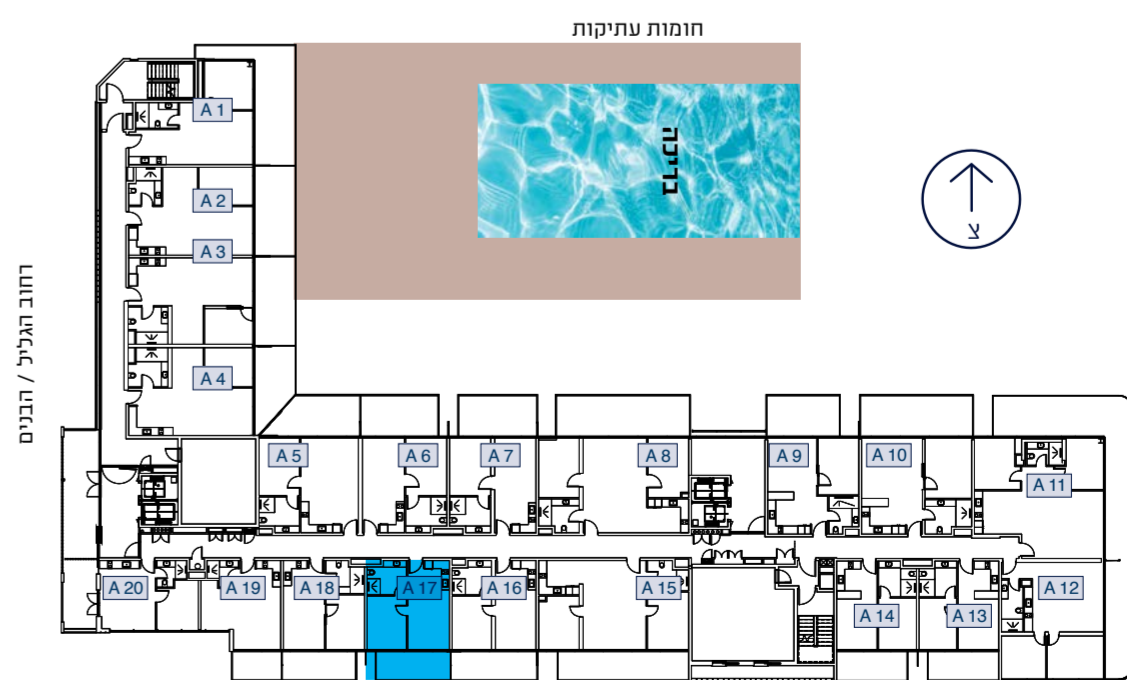 חומות עתיקות
בריכה
צ
רחוב הגליל / הבנים
A 1
A 2
A 3
A 4
A 5
A 6
A 7
A 8
A 9
A 10
A 11
A 20
A 19
A 18
A 17
A 16
A 15
A 14
A 13
A 12